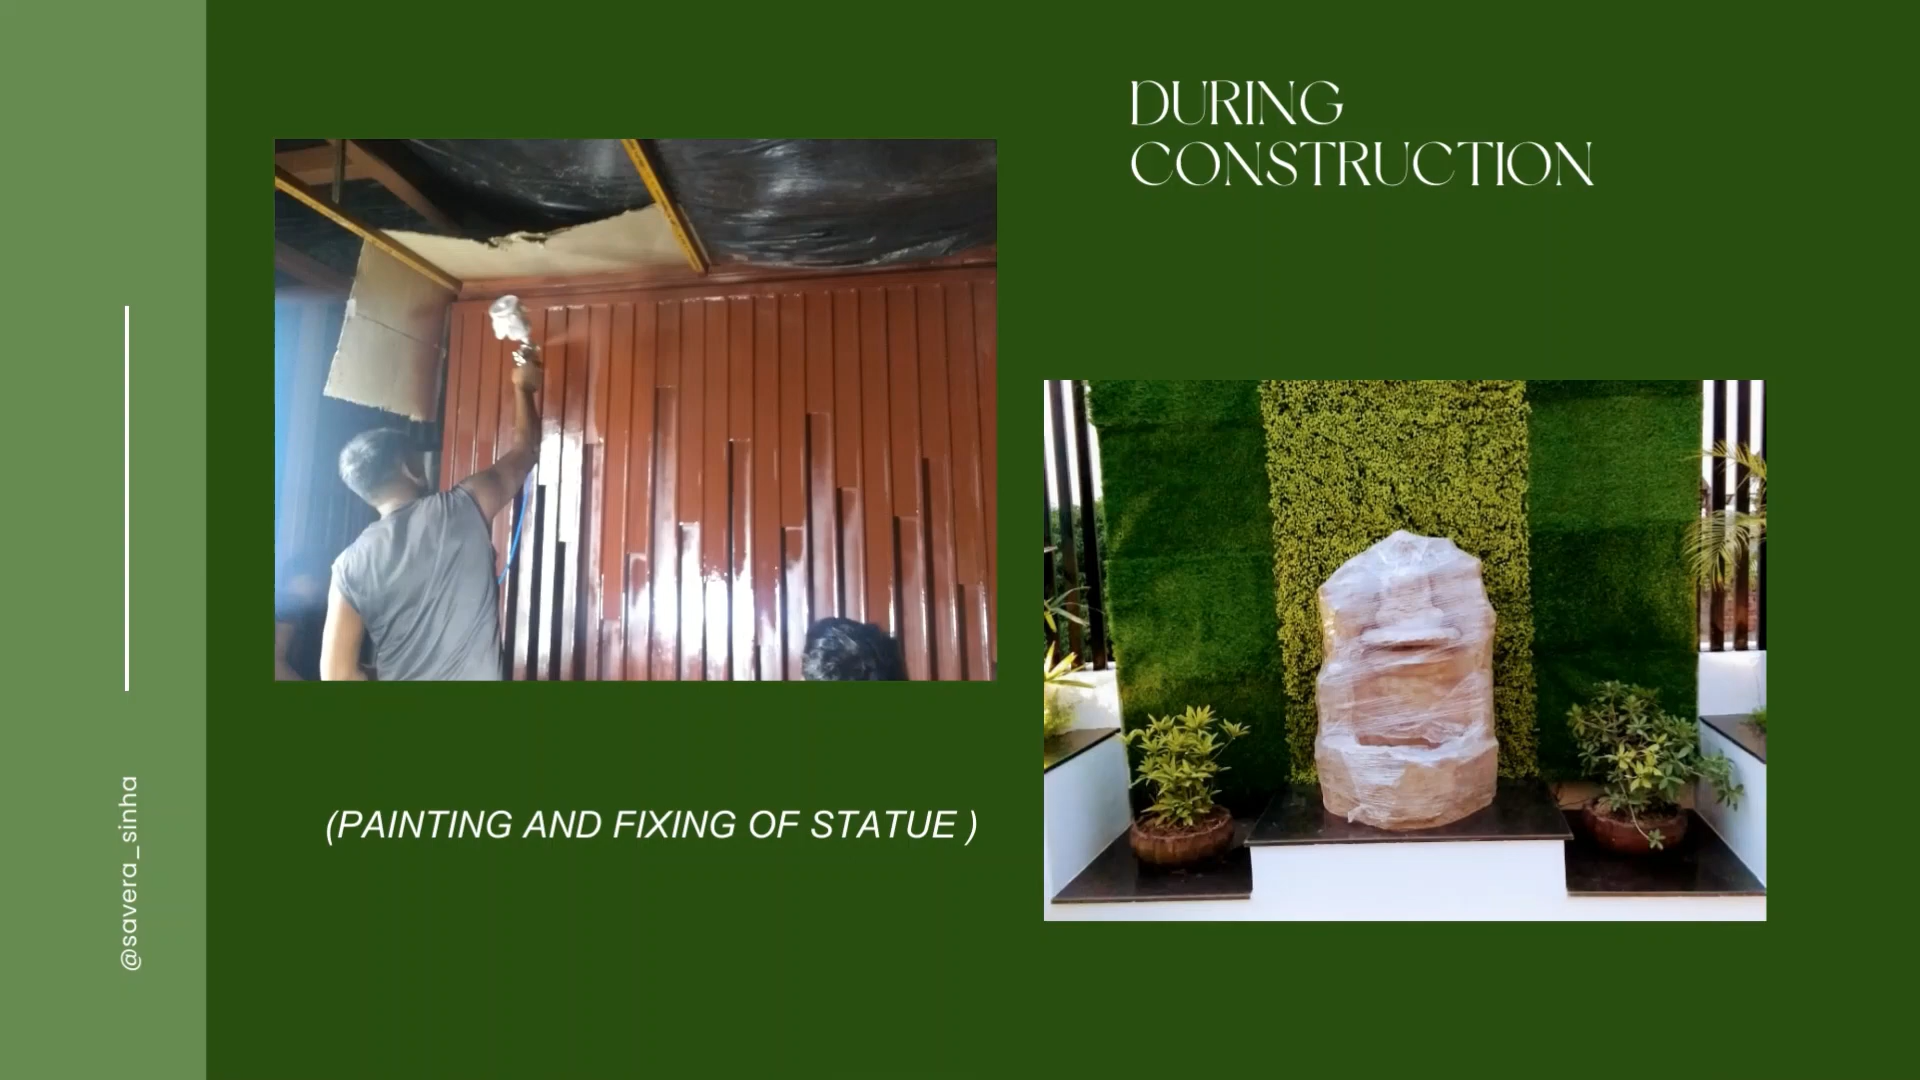 DURING
CONSTRUCTION
(PAINTING AND FIXING OF STATUE )
@savera_sinha